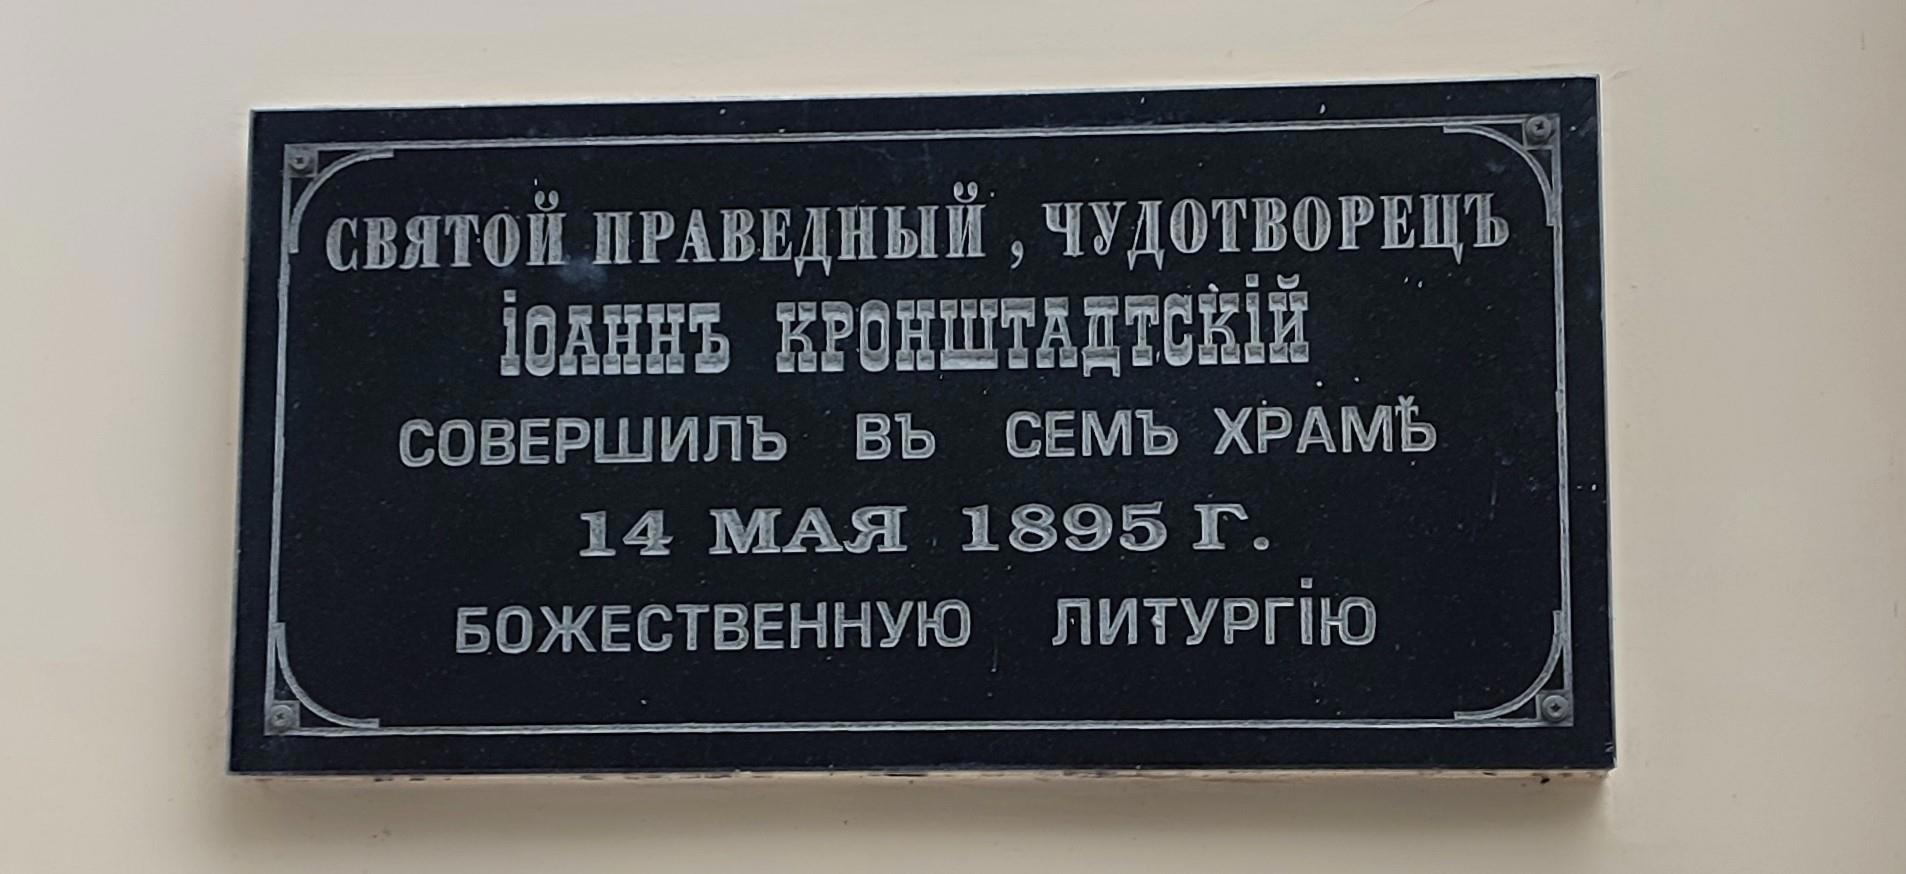 СВЯТОЙ ПРАВЕДНЫЙ, ЧУДОТВОРЕЦЪ
ІОАННЪ КРОНШТАДТСКІЙ
СОВЕРШИЛЪ ВЪ СЕМЪ ХРАМѢ
14 МАЯ 1895 Г.
БОЖЕСТВЕННУЮ ЛИТУРГІЮ